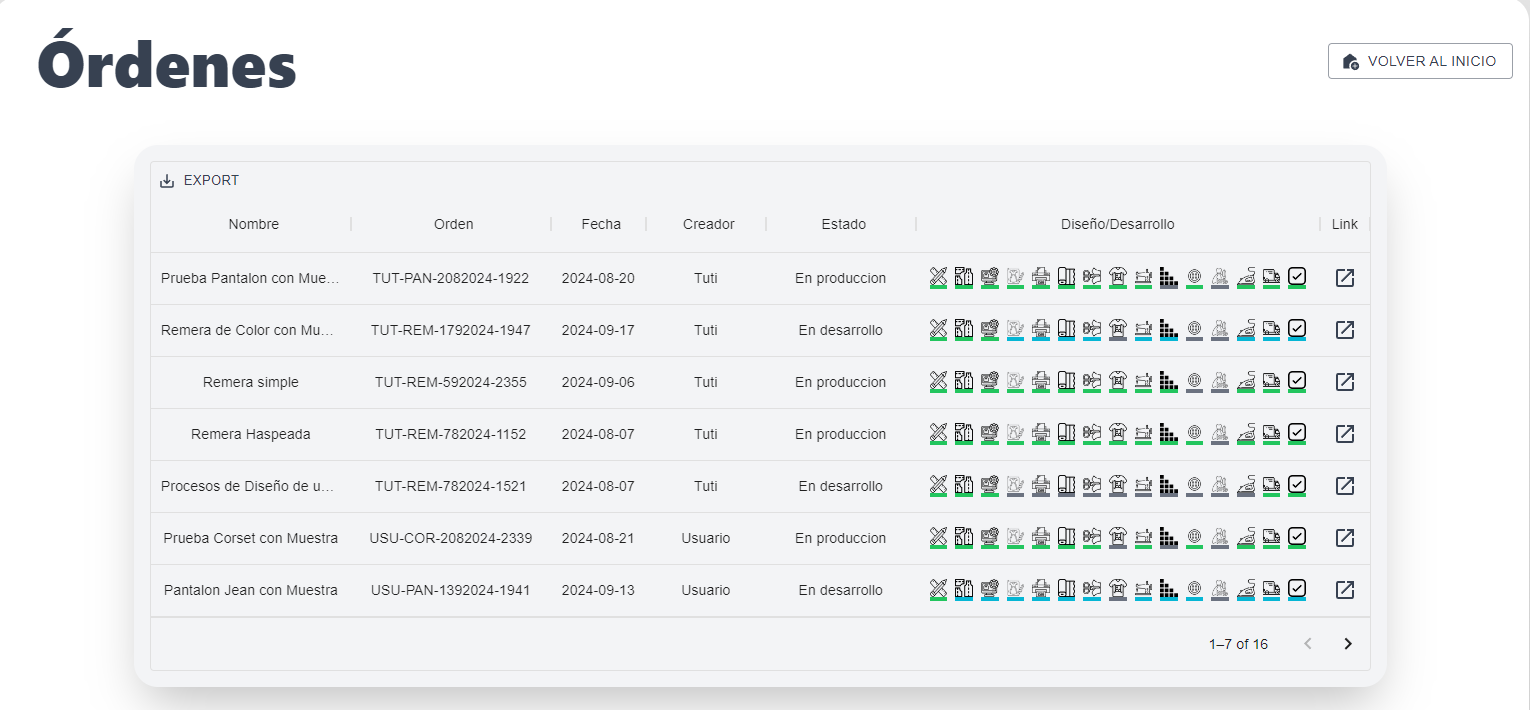 Órdenes
VOLVER AL INICIO
EXPORT
Nombre Orden Fecha Creador Estado Diseño/Desarrollo Link
Prueba Pantalon con Mue... TUT-PAN-2082024-1922 2024-08-20 Tuti En produccion
Remera de Color con Mu... TUT-REM-1792024-1947 2024-09-17 Tuti En desarrollo
Remera simple TUT-REM-592024-2355 2024-09-06 Tuti En produccion
Remera Haspeada TUT-REM-782024-1152 2024-08-07 Tuti En produccion
Procesos de Diseño de u... TUT-REM-782024-1521 2024-08-07 Tuti En desarrollo
Prueba Corset con Muestra USU-COR-2082024-2339 2024-08-21 Usuario En produccion
Pantalon Jean con Muestra USU-PAN-1392024-1941 2024-09-13 Usuario En desarrollo
1–7 of 16